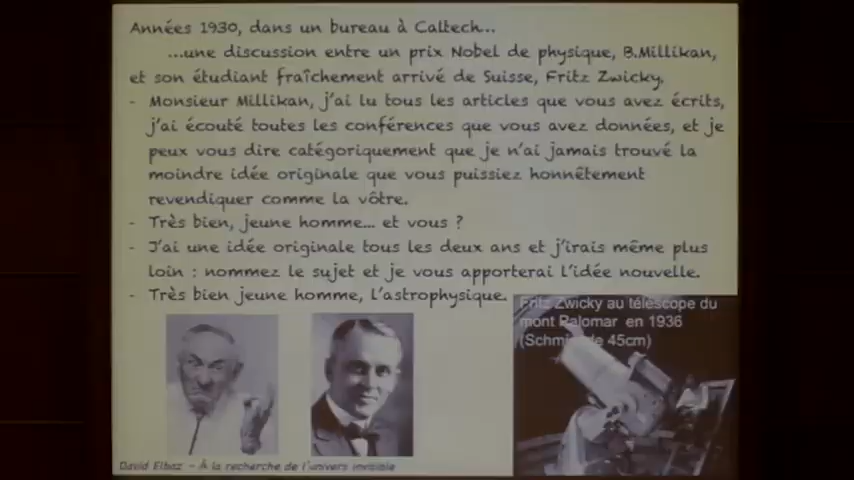 Années 1930, dans un bureau à Caltech...
...une discussion entre un prix Nobel de physique, B.Millikan,
et son étudiant fraîchement arrivé de Suisse, Fritz Zwicky.
- Monsieur Millikan, j'ai lu tous les articles que vous avez écrits,
j'ai écouté toutes les conférences que vous avez données, et je
peux vous dire catégoriquement que je n'ai jamais trouvé la
moindre idée originale que vous puissiez honnêtement
revendiquer comme la vôtre.
- Très bien, jeune homme... et vous ?
- J'ai une idée originale tous les deux ans et j'irais même plus
loin : nommez le sujet et je vous apporterai l'idée nouvelle.
- Très bien jeune homme, l'astrophysique.
Fritz Zwicky au télescope du
mont Palomar en 1936
(Schmidt de 45cm)
David Elbaz - À la recherche de l'univers invisible